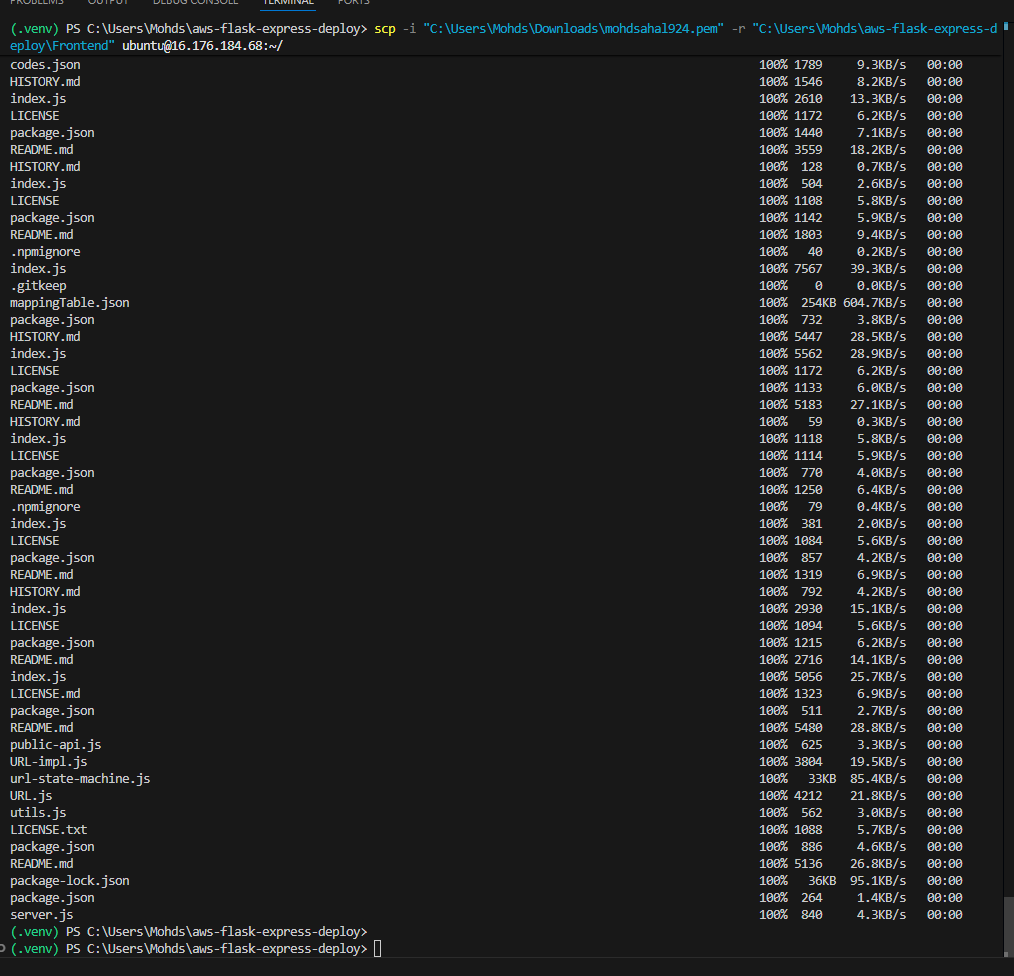 PROBLEMS OUTPUT DEBUG CONSOLE TERMINAL PORTS
(.venv) PS C:\Users\Mohds\aws-flask-express-deploy> scp -i "C:\Users\Mohds\Downloads\mohdsahal924.pem" -r "C:\Users\Mohds\aws-flask-express-d
eploy\Frontend" ubuntu@16.176.184.68:~/
codes.json 100% 1789 9.3KB/s 00:00
HISTORY.md 100% 1546 8.2KB/s 00:00
index.js 100% 2610 13.3KB/s 00:00
LICENSE 100% 1172 6.2KB/s 00:00
package.json 100% 1440 7.1KB/s 00:00
README.md 100% 3559 18.2KB/s 00:00
HISTORY.md 100% 128 0.7KB/s 00:00
index.js 100% 504 2.6KB/s 00:00
LICENSE 100% 1108 5.8KB/s 00:00
package.json 100% 1142 5.9KB/s 00:00
README.md 100% 1803 9.4KB/s 00:00
.npmignore 100% 40 0.2KB/s 00:00
index.js 100% 7567 39.3KB/s 00:00
.gitkeep 100% 0 0.0KB/s 00:00
mappingTable.json 100% 254KB 604.7KB/s 00:00
package.json 100% 732 3.8KB/s 00:00
HISTORY.md 100% 5447 28.5KB/s 00:00
index.js 100% 5562 28.9KB/s 00:00
LICENSE 100% 1172 6.2KB/s 00:00
package.json 100% 1133 6.0KB/s 00:00
README.md 100% 5183 27.1KB/s 00:00
HISTORY.md 100% 59 0.3KB/s 00:00
index.js 100% 1118 5.8KB/s 00:00
LICENSE 100% 1114 5.9KB/s 00:00
package.json 100% 770 4.0KB/s 00:00
README.md 100% 1250 6.4KB/s 00:00
.npmignore 100% 79 0.4KB/s 00:00
index.js 100% 381 2.0KB/s 00:00
LICENSE 100% 1084 5.6KB/s 00:00
package.json 100% 857 4.2KB/s 00:00
README.md 100% 1319 6.9KB/s 00:00
HISTORY.md 100% 792 4.2KB/s 00:00
index.js 100% 2930 15.1KB/s 00:00
LICENSE 100% 1094 5.6KB/s 00:00
package.json 100% 1215 6.2KB/s 00:00
README.md 100% 2716 14.1KB/s 00:00
index.js 100% 5056 25.7KB/s 00:00
LICENSE.md 100% 1323 6.9KB/s 00:00
package.json 100% 511 2.7KB/s 00:00
README.md 100% 5480 28.8KB/s 00:00
public-api.js 100% 625 3.3KB/s 00:00
URL-impl.js 100% 3804 19.5KB/s 00:00
url-state-machine.js 100% 33KB 85.4KB/s 00:00
URL.js 100% 4212 21.8KB/s 00:00
utils.js 100% 562 3.0KB/s 00:00
LICENSE.txt 100% 1088 5.7KB/s 00:00
package.json 100% 886 4.6KB/s 00:00
README.md 100% 5136 26.8KB/s 00:00
package-lock.json 100% 36KB 95.1KB/s 00:00
package.json 100% 264 1.4KB/s 00:00
server.js 100% 840 4.3KB/s 00:00
(.venv) PS C:\Users\Mohds\aws-flask-express-deploy>
(.venv) PS C:\Users\Mohds\aws-flask-express-deploy>